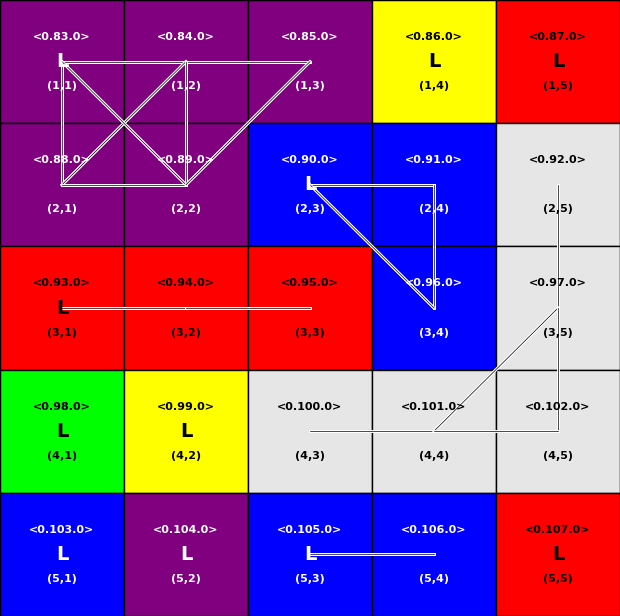 <0.83.0> <0.84.0> <0.85.0> <0.86.0> <0.87.0>
L L L
(1,1) (1,2) (1,3) (1,4) (1,5)
<0.88.0> <0.89.0> <0.90.0> <0.91.0> <0.92.0>
L
(2,1) (2,2) (2,3) (2,4) (2,5)
<0.93.0> <0.94.0> <0.95.0> <0.96.0> <0.97.0>
L
(3,1) (3,2) (3,3) (3,4) (3,5)
<0.98.0> <0.99.0> <0.100.0> <0.101.0> <0.102.0>
L L
(4,1) (4,2) (4,3) (4,4) (4,5)
<0.103.0> <0.104.0> <0.105.0> <0.106.0> <0.107.0>
L L L L
(5,1) (5,2) (5,3) (5,4) (5,5)